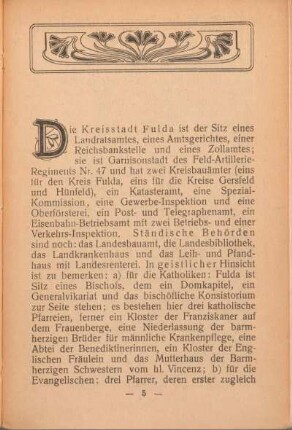 Die Kreisstadt Fulda ist der Sitz eines
Landratsamtes, eines Amtsgerichtes, einer
Reichsbankstelle und eines Zollamtes;
sie ist Garnisonstadt des Feld-Artillerie-
Regiments Nr. 47 und hat zwei Kreisbauämter (eins
für den Kreis Fulda, eins für die Kreise Gersfeld
und Hünfeld), ein Katasteramt, eine Spezial-
Kommission, eine Gewerbe-Inspektion und eine
Oberförsterei, ein Post- und Telegraphenamt, ein
Eisenbahn-Betriebsamt mit zwei Betriebs- und einer
Verkehrs-Inspektion. Ständische Behörden
sind noch: das Landesbauamt, die Landesbibliothek,
das Landkrankenhaus und das Leih- und Pfand-
haus mit Landesrenterei. In geistlicher Hinsicht
ist zu bemerken: a) für die Katholiken: Fulda ist
Sitz eines Bischofs, dem ein Domkapitel, ein
Generalvikariat und das bischöfliche Konsistorium
zur Seite stehen; es bestehen hier drei katholische
Pfarreien, ferner ein Kloster der Franziskaner auf
dem Frauenberge, eine Niederlassung der barm-
herzigen Brüder für männliche Krankenpflege, eine
Abtei der Benediktinerinnen, ein Kloster der Eng-
lischen Fräulein und das Mutterhaus der Barm-
herzigen Schwestern vom hl. Vincenz; b) für die
Evangelischen: drei Pfarrer, deren erster zugleich
— 5 —